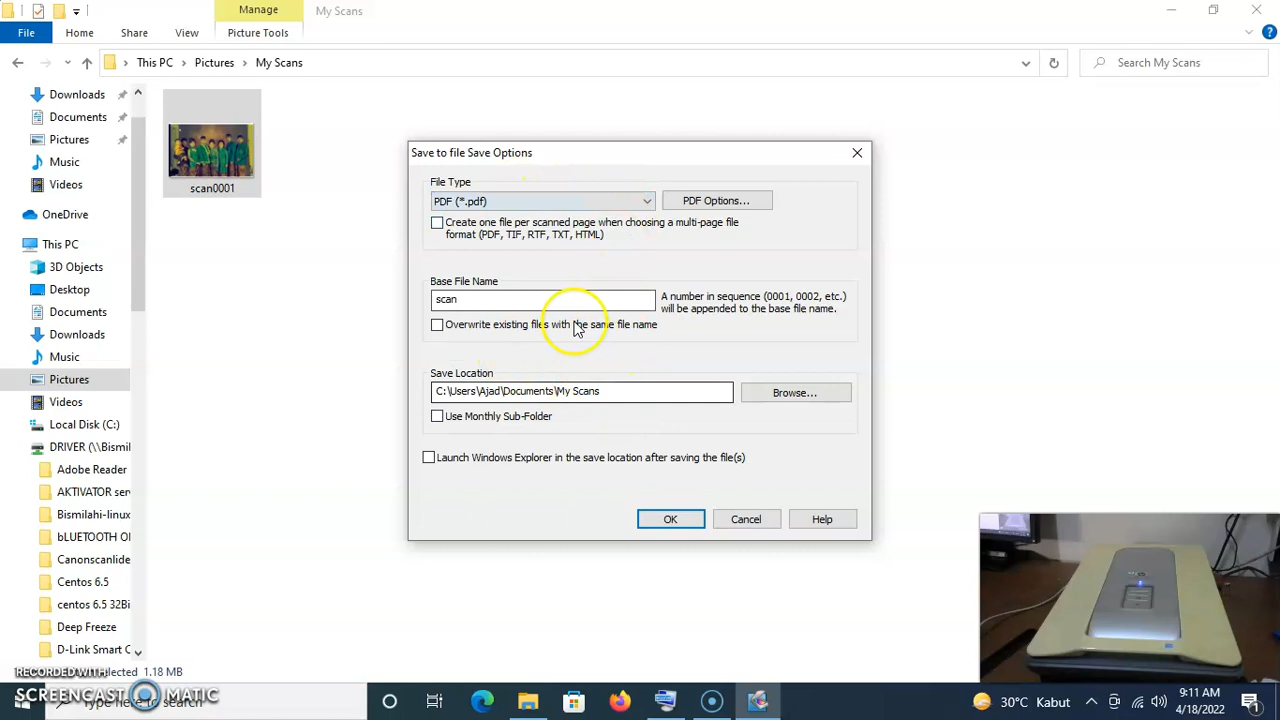 Manage
My Scans
File
Home
Share
View
Picture Tools
This PC
Pictures
My Scans
Search My Scans
Downloads
Documents
Pictures
Music
Videos
OneDrive
This PC
3D Objects
Desktop
Documents
Downloads
Music
Pictures
Videos
Local Disk (C:)
DRIVER (\\Bismil
Adobe Reader
AKTIVATOR serv
Bismilahi-linux
bLUETOOTH O
Canonscanlide
Centos 6.5
centos 6.5 32Bi
Deep Freeze
D-Link Smart C
scan0001
Save to file Save Options
File Type
PDF (*.pdf)
PDF Options...
Create one file per scanned page when choosing a multi-page file
format (PDF, TIF, RTF, TXT, HTML)
Base File Name
scan
A number in sequence (0001, 0002, etc.)
will be appended to the base file name.
Overwrite existing files with the same file name
Save Location
C:\Users\Ajad\Documents\My Scans
Browse...
Use Monthly Sub-Folder
Launch Windows Explorer in the save location after saving the file(s)
OK
Cancel
Help
RECORDED WITH
SCREENCAST MATIC
1.18 MB
Type here to search
30°C Kabut
9:11 AM
4/18/2022
1